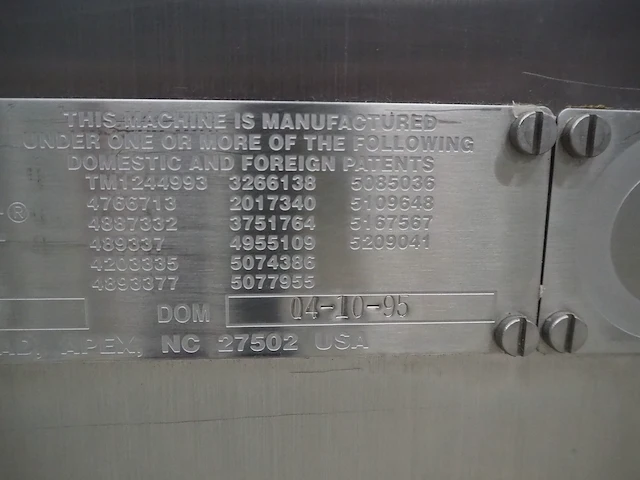 THIS MACHINE IS MANUFACTURED
UNDER ONE OR MORE OF THE FOLLOWING
DOMESTIC AND FOREIGN PATENTS
TM1244993 3266138 5085036
4766713 2017340 5109648
® 4887332 3751764 5167567
489337 4955109 5209041
4203335 5074386
4893377 5077955
DOM 04-10-95
AD, APEX, NC 27502 USA